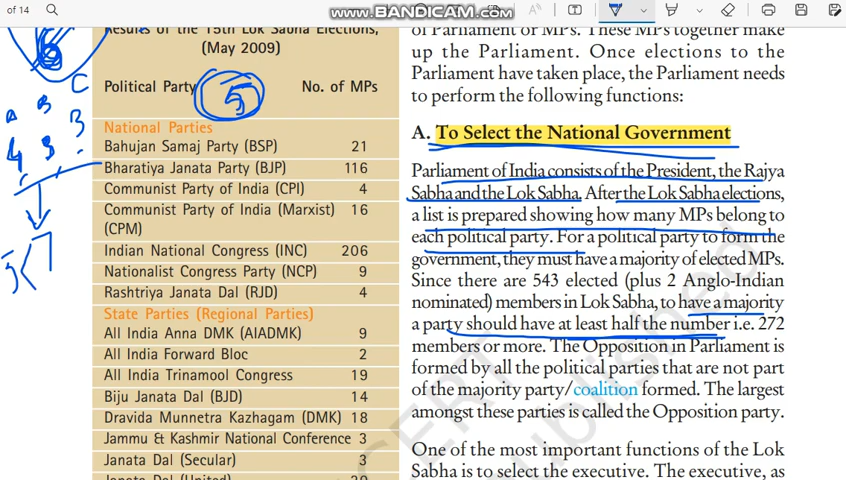 of 14
WWW.BANDICAM.COM
Results of the 15th Lok Sabha Elections,
(May 2009)
Political Party No. of MPs
5
National Parties
Bahujan Samaj Party (BSP) 21
Bharatiya Janata Party (BJP) 116
Communist Party of India (CPI) 4
Communist Party of India (Marxist) 16
(CPM)
Indian National Congress (INC) 206
Nationalist Congress Party (NCP) 9
Rashtriya Janata Dal (RJD) 4
State Parties (Regional Parties)
All India Anna DMK (AIADMK) 9
All India Forward Bloc 2
All India Trinamool Congress 19
Biju Janata Dal (BJD) 14
Dravida Munnetra Kazhagam (DMK) 18
Jammu & Kashmir National Conference 3
Janata Dal (Secular) 3
Janata Dal (United) 20
C
A B B
4 3
5<7
of Parliament or MPs. These MPs together make
up the Parliament. Once elections to the
Parliament have taken place, the Parliament needs
to perform the following functions:
A. To Select the National Government
Parliament of India consists of the President, the Rajya
Sabha and the Lok Sabha. After the Lok Sabha elections,
a list is prepared showing how many MPs belong to
each political party. For a political party to form the
government, they must have a majority of elected MPs.
Since there are 543 elected (plus 2 Anglo-Indian
nominated) members in Lok Sabha, to have a majority
a party should have at least half the number i.e. 272
members or more. The Opposition in Parliament is
formed by all the political parties that are not part
of the majority party/coalition formed. The largest
amongst these parties is called the Opposition party.
One of the most important functions of the Lok
Sabha is to select the executive. The executive, as